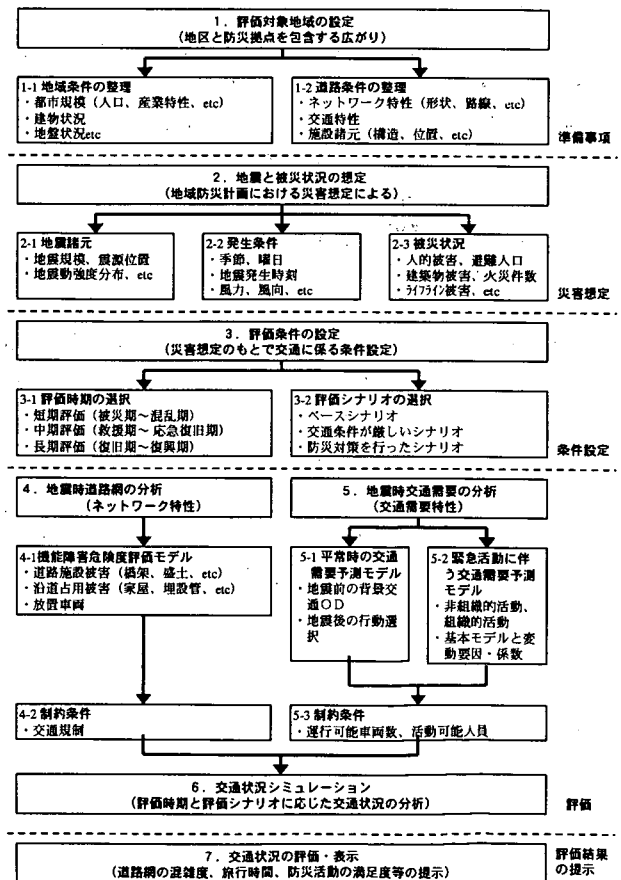 1．評価対象地域の設定
（地区と防災拠点を包含する広がり）
1-1 地域条件の整理
・都市規模（人口、産業特性、etc）
・建物状況
・地盤状況etc
1-2 道路条件の整理
・ネットワーク特性（形状、路線、etc）
・交通特性
・施設諸元（構造、位置、etc）
準備事項
2．地震と被災状況の想定
（地域防災計画における災害想定による）
2-1 地震諸元
・地震規模、震源位置
・地震動強度分布、etc
2-2 発生条件
・季節、曜日
・地震発生時刻
・風力、風向、etc
2-3 被災状況
・人的被害、避難人口
・建築物被害、火災件数
・ﾗｲﾌﾗｲﾝ被害、etc
災害想定
3．評価条件の設定
（災害想定のもとで交通に係る条件設定）
3-1 評価時期の選択
・短期評価（被災期～混乱期）
・中期評価（救援期～応急復旧期）
・長期評価（復旧期～復興期）
3-2 評価シナリオの選択
・ベースシナリオ
・交通条件が厳しいシナリオ
・防災対策を行ったシナリオ
条件設定
4．地震時道路網の分析
（ネットワーク特性）
5．地震時交通需要の分析
（交通需要特性）
4-1機能障害危険度評価モデル
・道路施設被害（橋梁、盛土、etc）
・沿道占用被害（家屋、埋設管、etc）
・放置車両
5-1 平常時の交通
需要予測モデル
・地震前の背景交
通OD
・地震後の行動選
択
5-2 緊急活動に伴
う交通需要予測
モデル
・非組織的活動、
組織的活動
・基本モデルと変
動要因・係数
4-2 制約条件
・交通規制
5-3 制約条件
・運行可能車両数、活動可能人員
6．交通状況シミュレーション
（評価時期と評価シナリオに応じた交通状況の分析）
評価
7．交通状況の評価・表示
（道路網の混雑度、旅行時間、防災活動の満足度等の提示）
評価結果
の提示